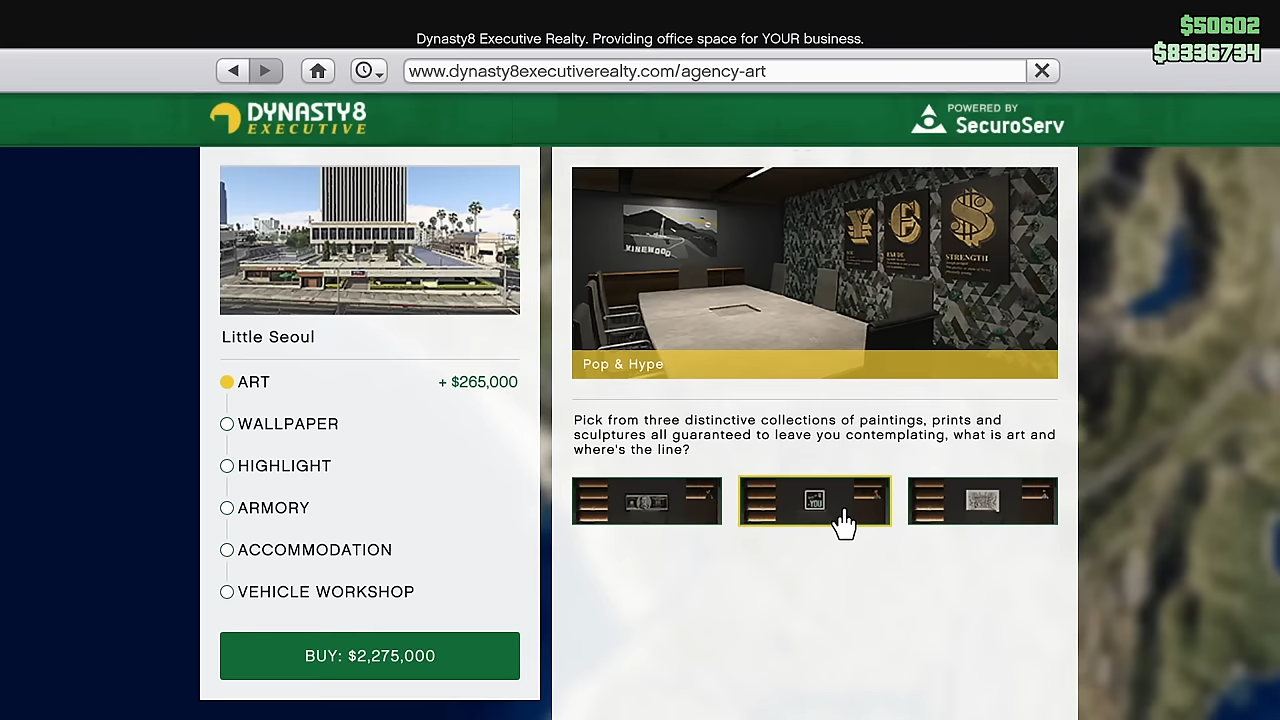 $50602
Dynasty8 Executive Realty. Providing office space for YOUR business.
$8336734
www.dynasty8executiverealty.com/agency-art
DYNASTY8
EXECUTIVE
POWERED BY
SecuroServ
VINEWOOD
STRENGTH
Little Seoul
Pop & Hype
ART
+ $265,000
WALLPAPER
HIGHLIGHT
ARMORY
ACCOMMODATION
VEHICLE WORKSHOP
BUY: $2,275,000
Pick from three distinctive collections of paintings, prints and
sculptures all guaranteed to leave you contemplating, what is art and
where's the line?
YOU